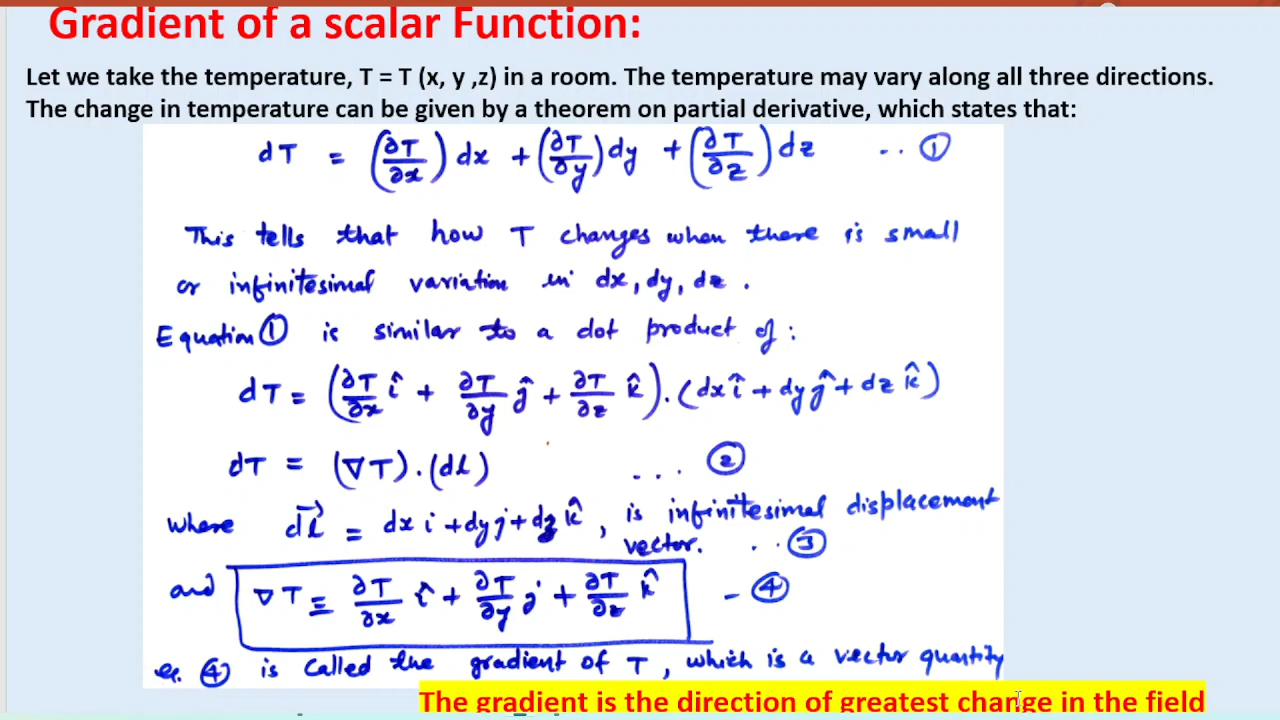 Gradient of a scalar Function:
Let we take the temperature, T = T (x, y ,z) in a room. The temperature may vary along all three directions.
The change in temperature can be given by a theorem on partial derivative, which states that:
dT = (∂T/∂x) dx + (∂T/∂y) dy + (∂T/∂z) dz .. ①
This tells that how T changes when there is small
or infinitesimal variation in dx, dy, dz .
Equation ① is similar to a dot product of :
dT = (∂T/∂x î + ∂T/∂y ĵ + ∂T/∂z k̂) . (dx î + dy ĵ + dz k̂)
dT = (∇T) . (dl) ... ②
where d⃗l = dx i + dy j + dz k̂ , is infinitesimal displacement
vector. .. ③
and ∇T ≡ ∂T/∂x î + ∂T/∂y j + ∂T/∂z k̂ – ④
eq. ④ is called the gradient of T , which is a vector quantity
The gradient is the direction of greatest change in the field